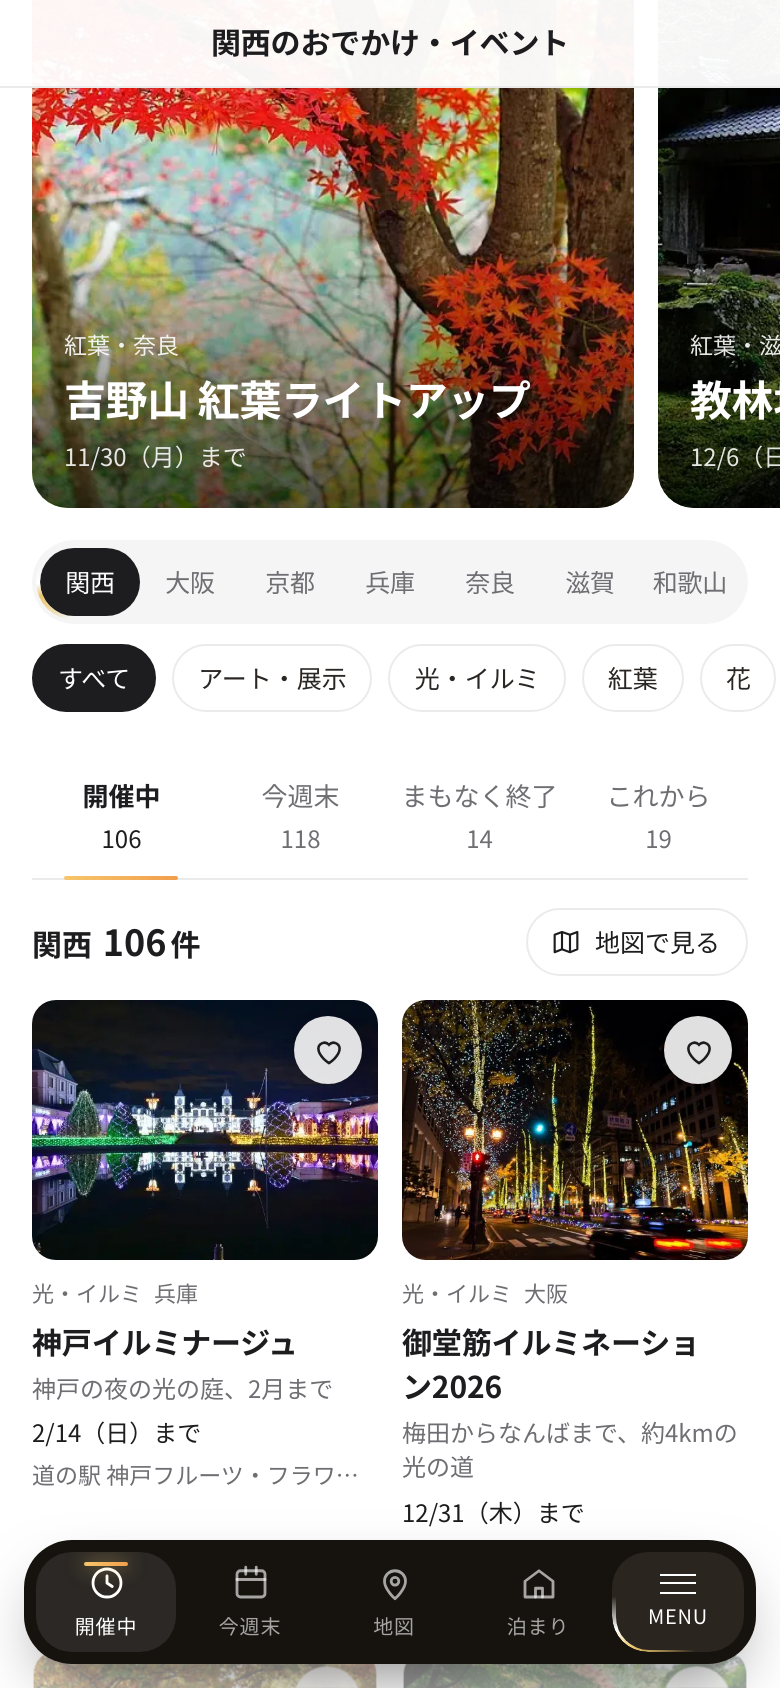 関西のおでかけ・イベント
紅葉・奈良
吉野山 紅葉ライトアップ
11/30（月）まで
紅葉・滋
教林
12/6（日
関西
大阪
京都
兵庫
奈良
滋賀
和歌山
すべて
アート・展示
光・イルミ
紅葉
花
開催中
106
今週末
118
まもなく終了
14
これから
19
関西 106件
地図で見る
光・イルミ 兵庫
神戸イルミナージュ
神戸の夜の光の庭、2月まで
2/14（日）まで
道の駅 神戸フルーツ・フラワ…
光・イルミ 大阪
御堂筋イルミネーショ
ン2026
梅田からなんばまで、約4kmの
光の道
12/31（木）まで
開催中
今週末
地図
泊まり
MENU